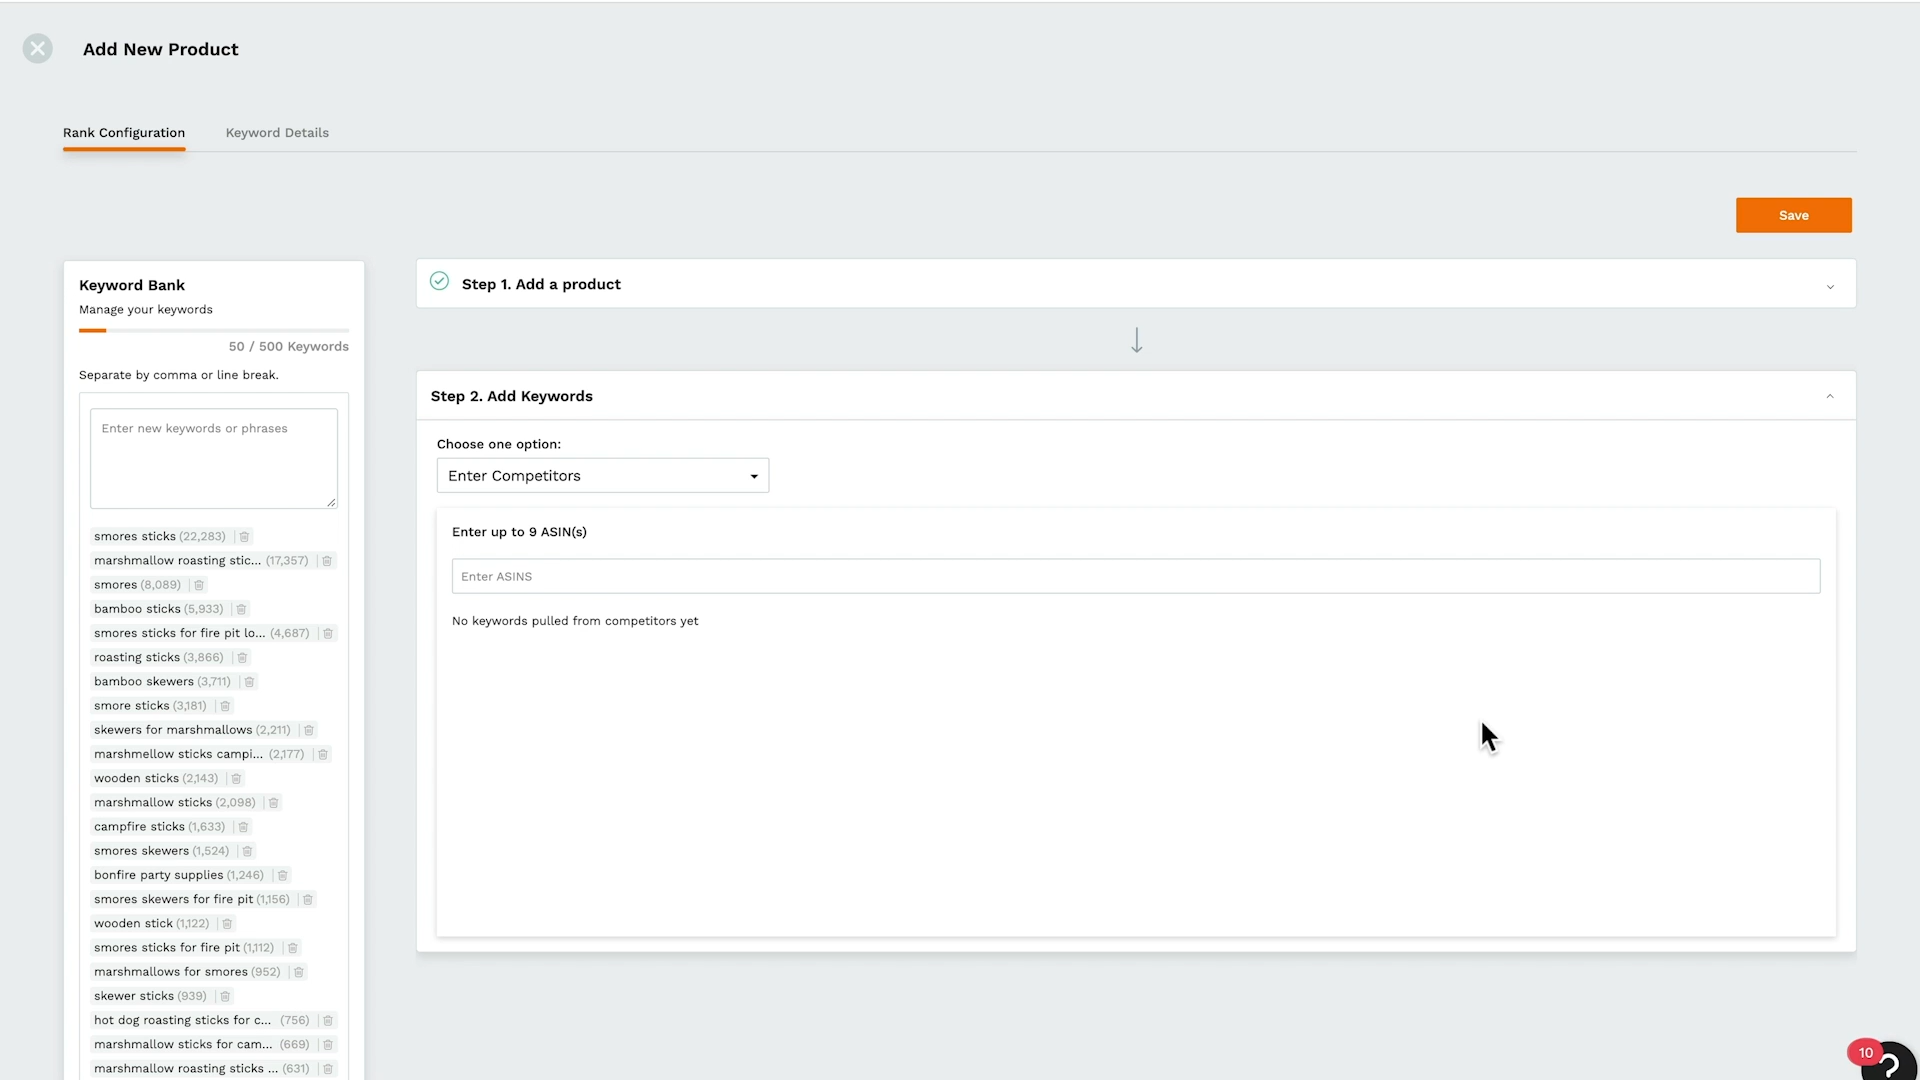 Add New Product
Rank Configuration
Keyword Details
Save
Keyword Bank
Manage your keywords
50 / 500 Keywords
Separate by comma or line break.
Enter new keywords or phrases
smores sticks (22,283)
marshmallow roasting stic... (17,357)
smores (8,089)
bamboo sticks (5,933)
smores sticks for fire pit lo... (4,687)
roasting sticks (3,866)
bamboo skewers (3,711)
smore sticks (3,181)
skewers for marshmallows (2,211)
marshmellow sticks campi... (2,177)
wooden sticks (2,143)
marshmallow sticks (2,098)
campfire sticks (1,633)
smores skewers (1,524)
bonfire party supplies (1,246)
smores skewers for fire pit (1,156)
wooden stick (1,122)
smores sticks for fire pit (1,112)
marshmallows for smores (952)
skewer sticks (939)
hot dog roasting sticks for c... (756)
marshmallow sticks for cam... (669)
marshmallow roasting sticks ... (631)
Step 1. Add a product
Step 2. Add Keywords
Choose one option:
Enter Competitors
Enter up to 9 ASIN(s)
Enter ASINS
No keywords pulled from competitors yet
10
?